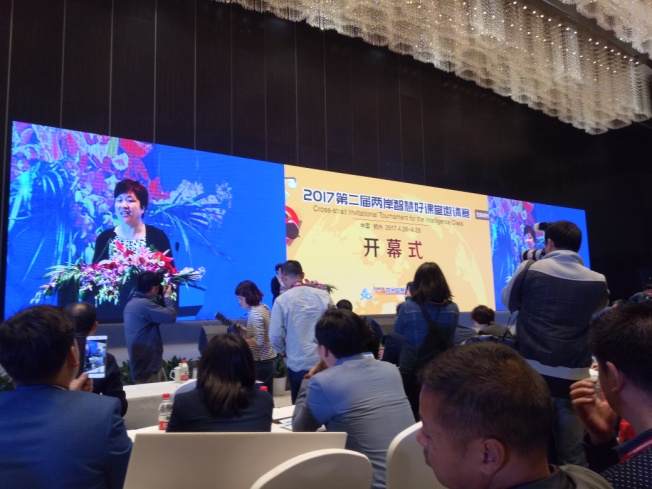 2017第二届两岸智慧好课堂邀请赛
Cross-strait Invitational Tournament for the Intelligence Class
中国·杭州 2017.4.26-4.28
开幕式